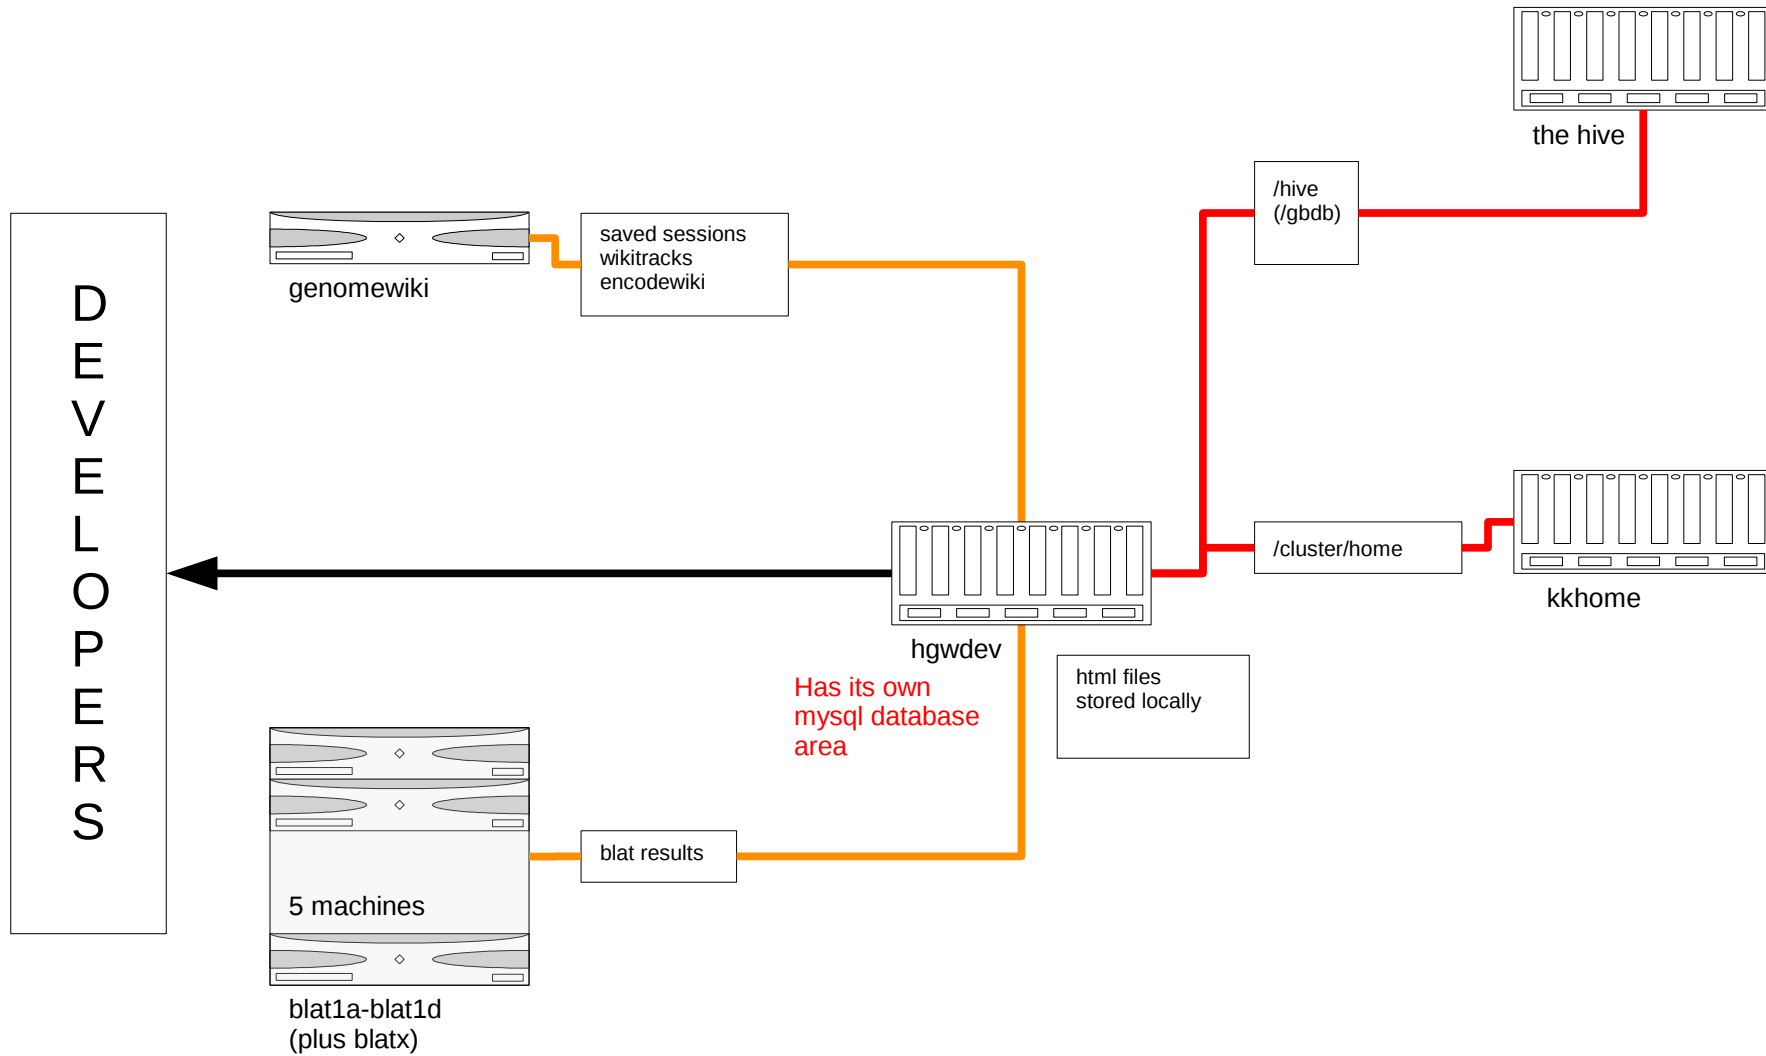 the hive
/hive
(/gbdb)
D
E
V
E
L
O
P
E
R
S
genomewiki
saved sessions
wikitracks
encodewiki
/cluster/home
kkhome
hgwdev
Has its own
mysql database
area
html files
stored locally
blat results
5 machines
blat1a-blat1d
(plus blatx)